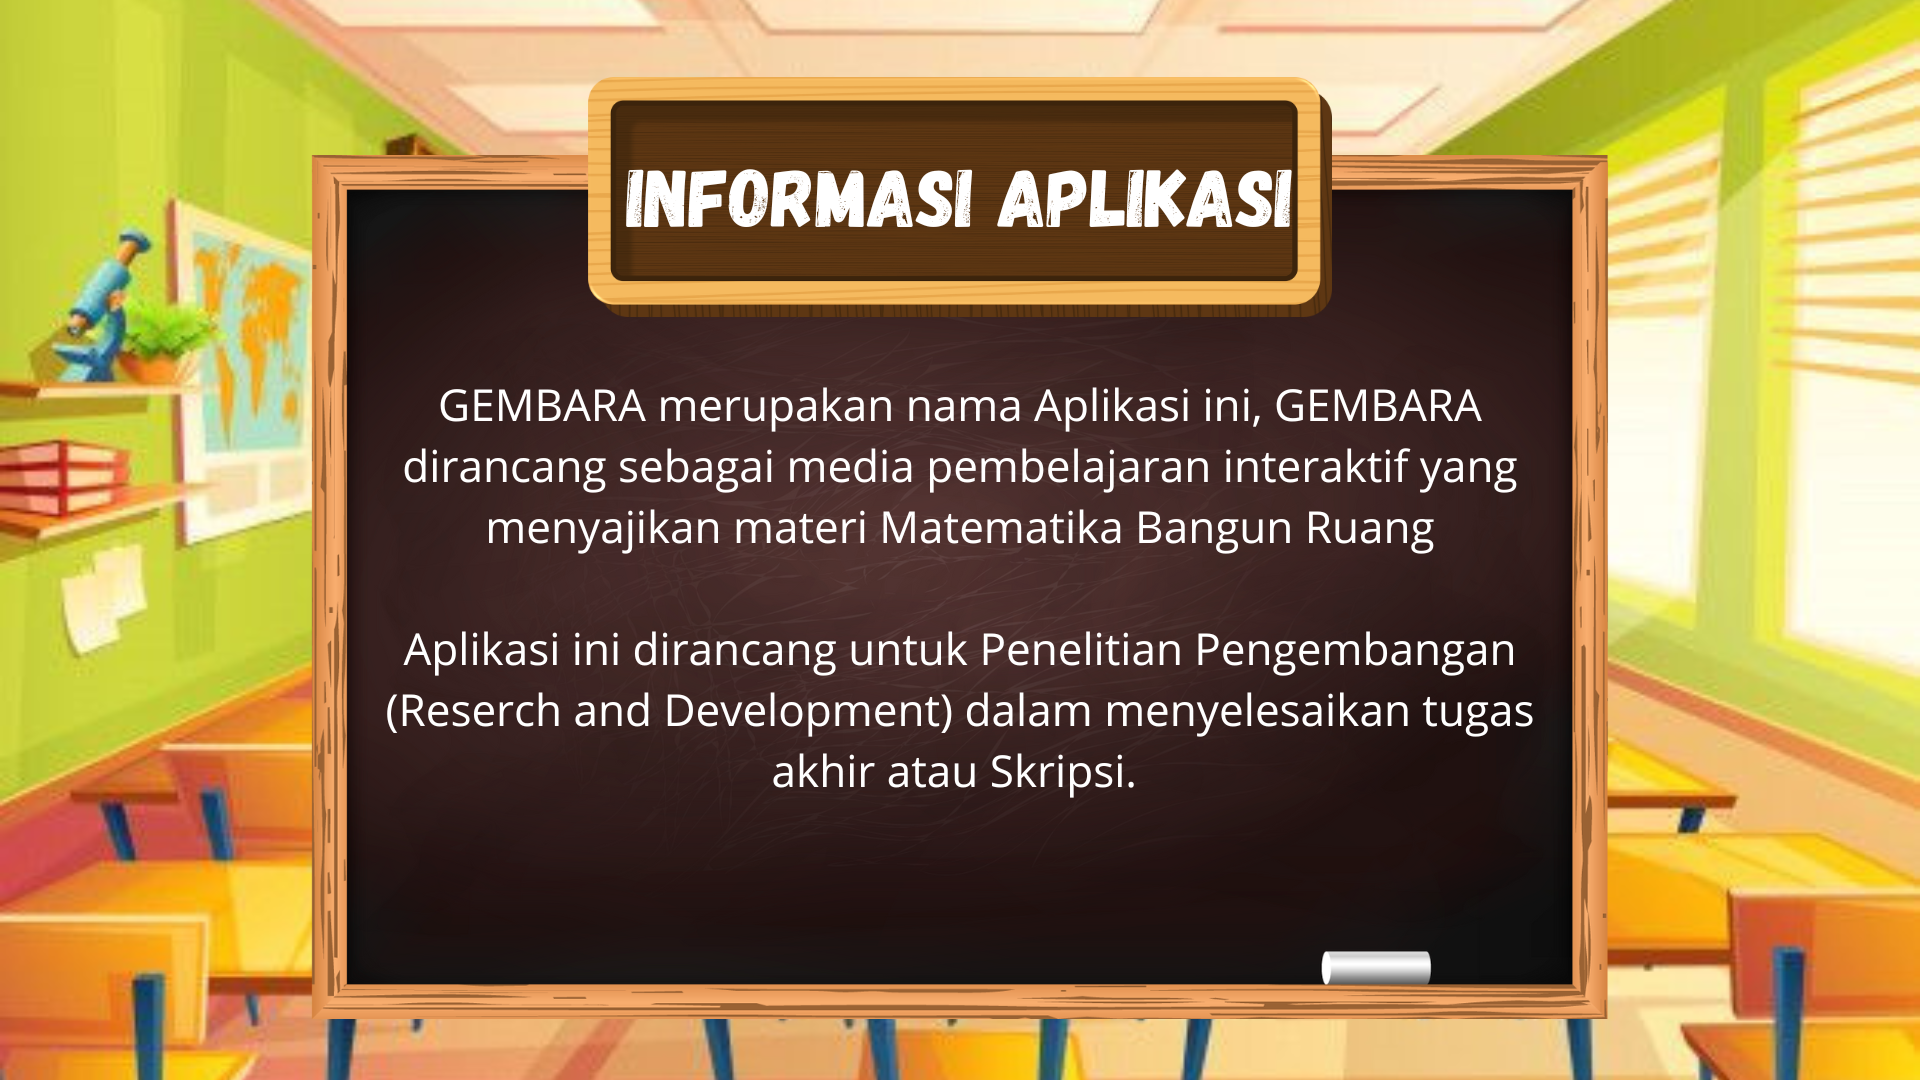 INFORMASI APLIKASI
GEMBARA merupakan nama Aplikasi ini, GEMBARA
dirancang sebagai media pembelajaran interaktif yang
menyajikan materi Matematika Bangun Ruang
Aplikasi ini dirancang untuk Penelitian Pengembangan
(Reserch and Development) dalam menyelesaikan tugas
akhir atau Skripsi.